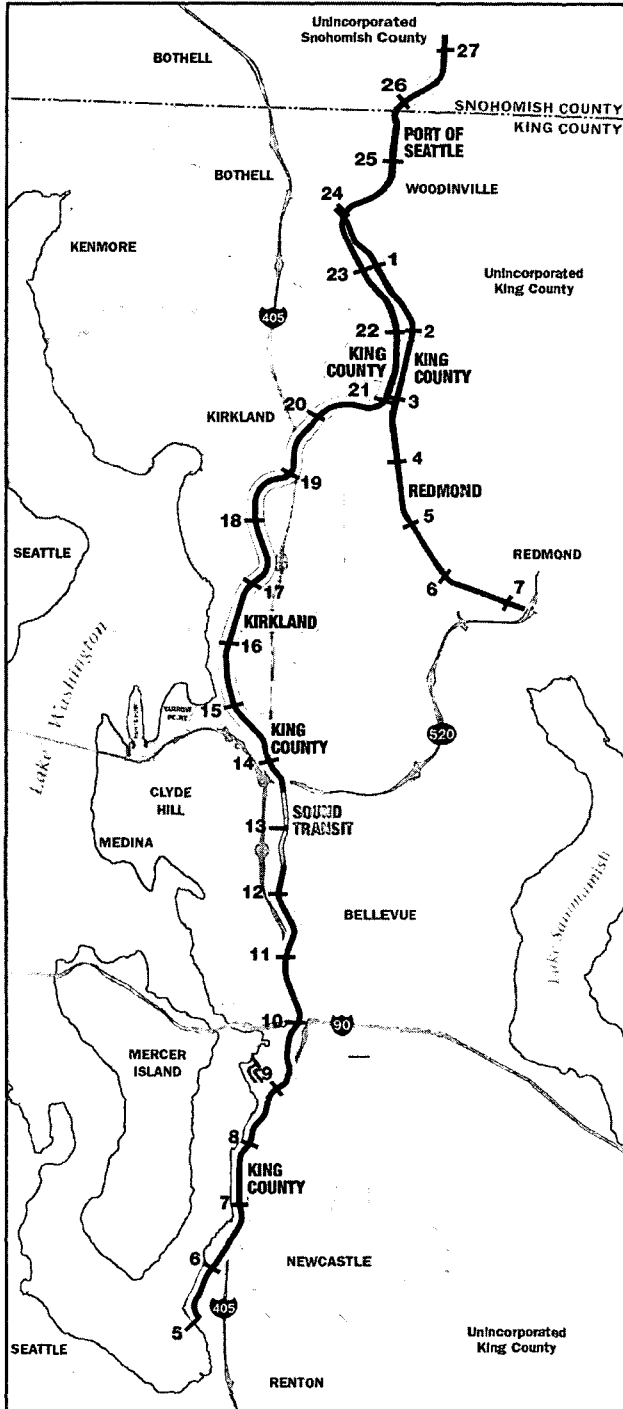 Unincorporated
Snohomish County
27
BOTHELL
26
SNOHOMISH COUNTY
KING COUNTY
PORT OF
SEATTLE
25
BOTHELL
WOODINVILLE
24
KENMORE
1
23
Unincorporated
King County
405
22
2
KING
COUNTY
KING
COUNTY
21
3
20
KIRKLAND
4
19
REDMOND
18
5
SEATTLE
REDMOND
6
7
17
KIRKLAND
16
Lake Washington
YARROW
POINT
15
KING
COUNTY
520
14
CLYDE
HILL
SOUND
TRANSIT
13
MEDINA
Lake Sammamish
12
BELLEVUE
11
10
90
MERCER
ISLAND
9
8
KING
COUNTY
7
6
NEWCASTLE
405
5
Unincorporated
King County
SEATTLE
RENTON